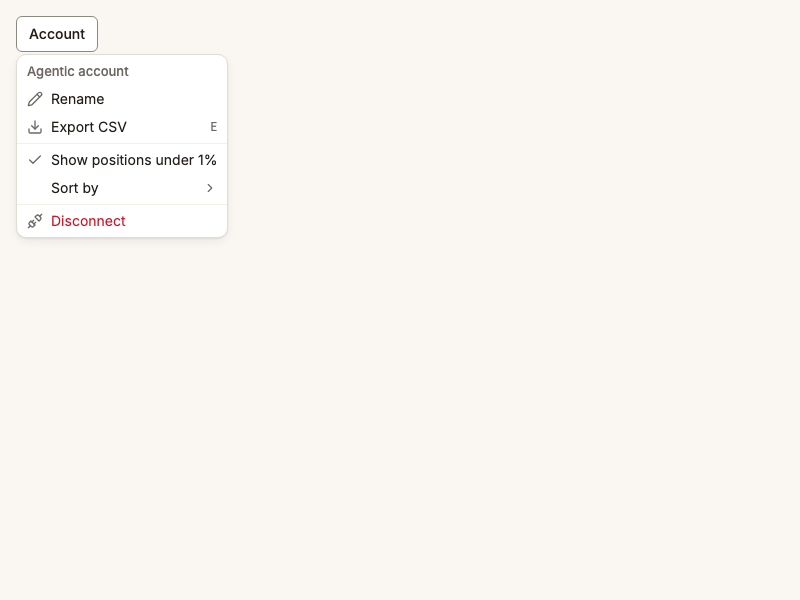 Account
Agentic account
Rename
Export CSV E
Show positions under 1%
Sort by
Disconnect